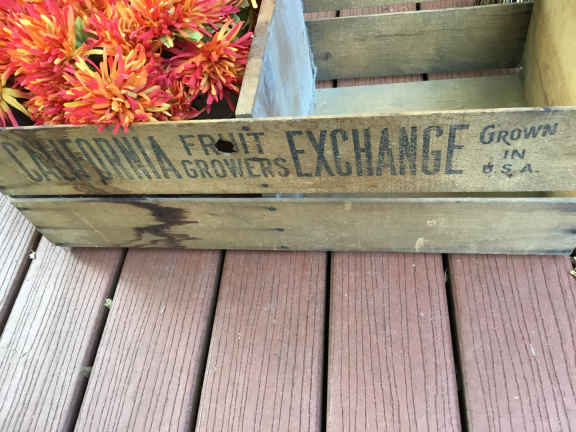 CALIFORNIA FRUIT GROWERS EXCHANGE
GROWN
IN
U.S.A.